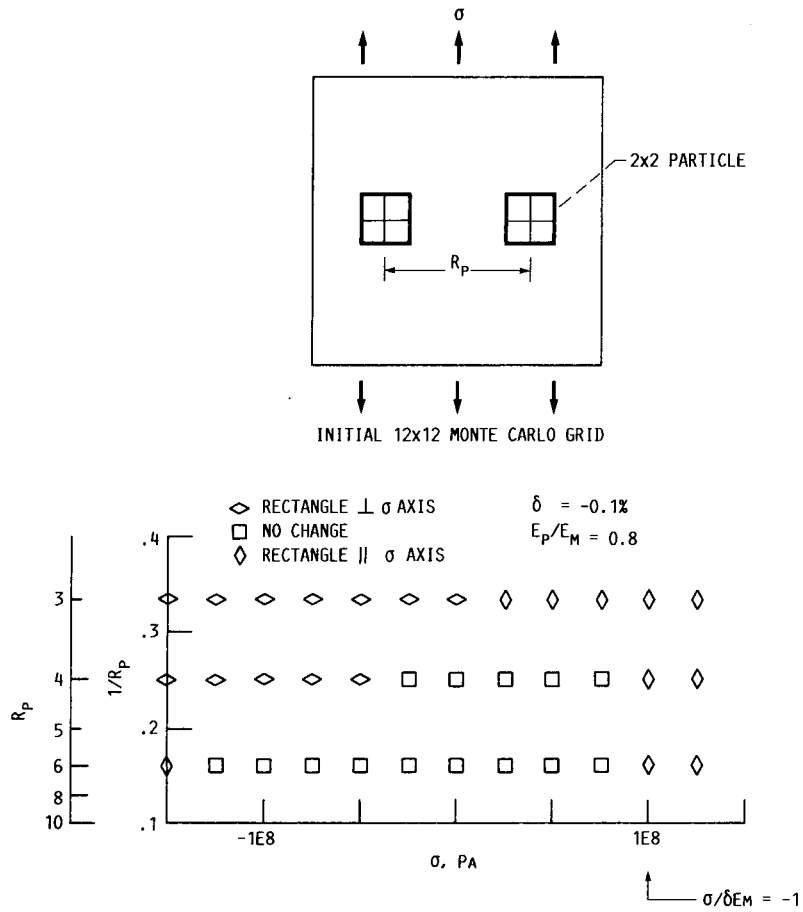 σ
2x2 PARTICLE
R_P
INITIAL 12x12 MONTE CARLO GRID
RECTANGLE ⊥ σ AXIS
NO CHANGE
RECTANGLE || σ AXIS
δ = -0.1%
E_P/E_M = 0.8
R_P
3
4
5
6
8
10
1/R_P
.4
.3
.2
.1
-1E8
1E8
σ, PA
σ/δE_M = -1